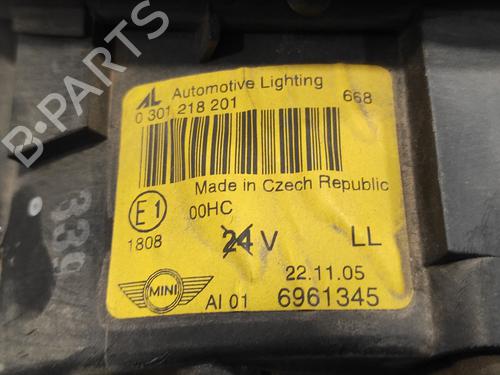 AL Automotive Lighting
0 301 218 201 668
Made in Czech Republic
E1 00HC
1808 24 V LL
22.11.05
MINI AI 01 6961345
339
B-PARTS